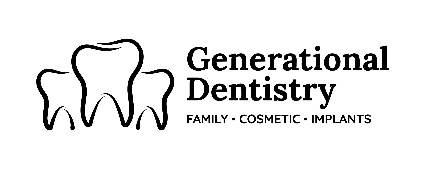 Generational
Dentistry
FAMILY • COSMETIC • IMPLANTS